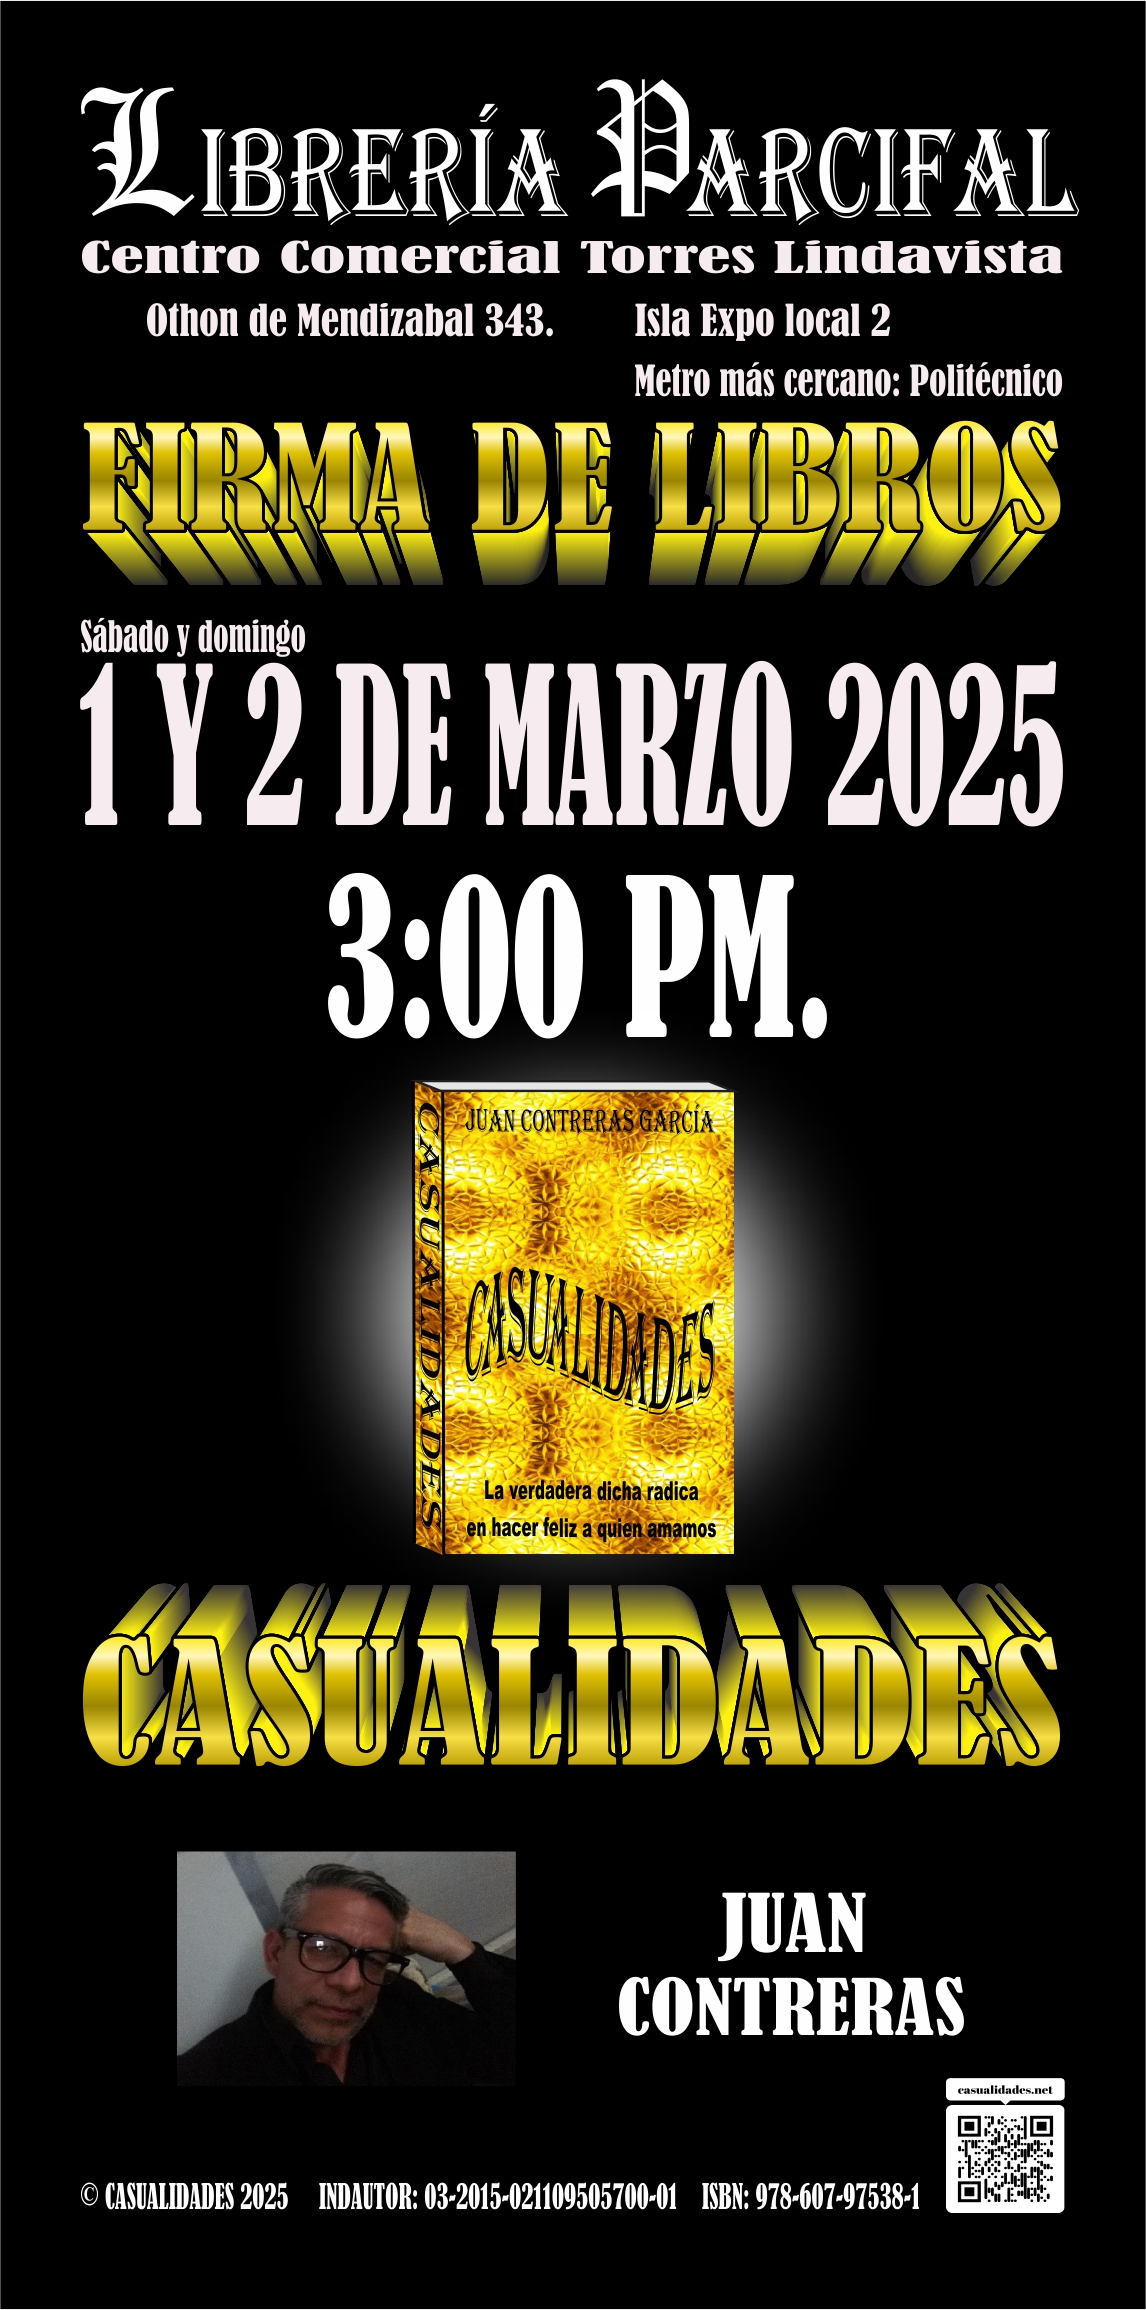 LIBRERÍA PARCIFAL
Centro Comercial Torres Lindavista
Othon de Mendizabal 343. Isla Expo local 2
Metro más cercano: Politécnico
FIRMA DE LIBROS
Sábado y domingo
1 Y 2 DE MARZO 2025
3:00 PM.
JUAN CONTRERAS GARCÍA
CASUALIDADES
CASUALIDADES
La verdadera dicha radica
en hacer feliz a quien amamos
CASUALIDADES
JUAN
CONTRERAS
casualidades.net
© CASUALIDADES 2025 INDAUTOR: 03-2015-021109505700-01 ISBN: 978-607-97538-1